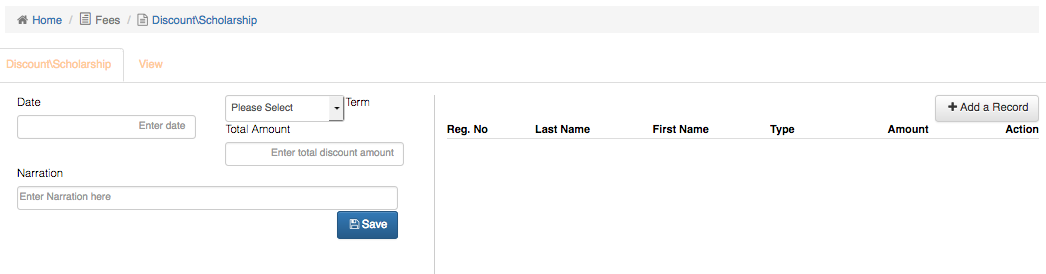 Home / Fees / Discount\Scholarship
Discount\Scholarship View
Date
Enter date
Please Select Term
Total Amount
Enter total discount amount
Narration
Enter Narration here
Save
+ Add a Record
Reg. No Last Name First Name Type Amount Action